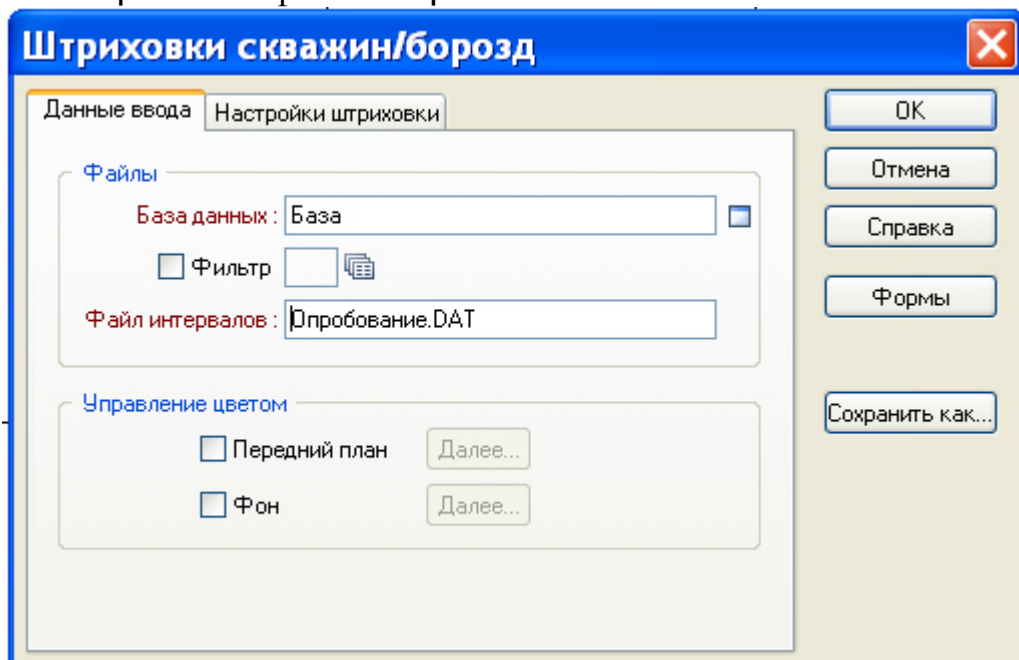 Штриховки скважин/борозд
Данные ввода
Настройки штриховки
Файлы
База данных :
База
Фильтр
Файл интервалов :
Опробование.DAT
Управление цветом
Передний план
Далее...
Фон
Далее...
OK
Отмена
Справка
Формы
Сохранить как...